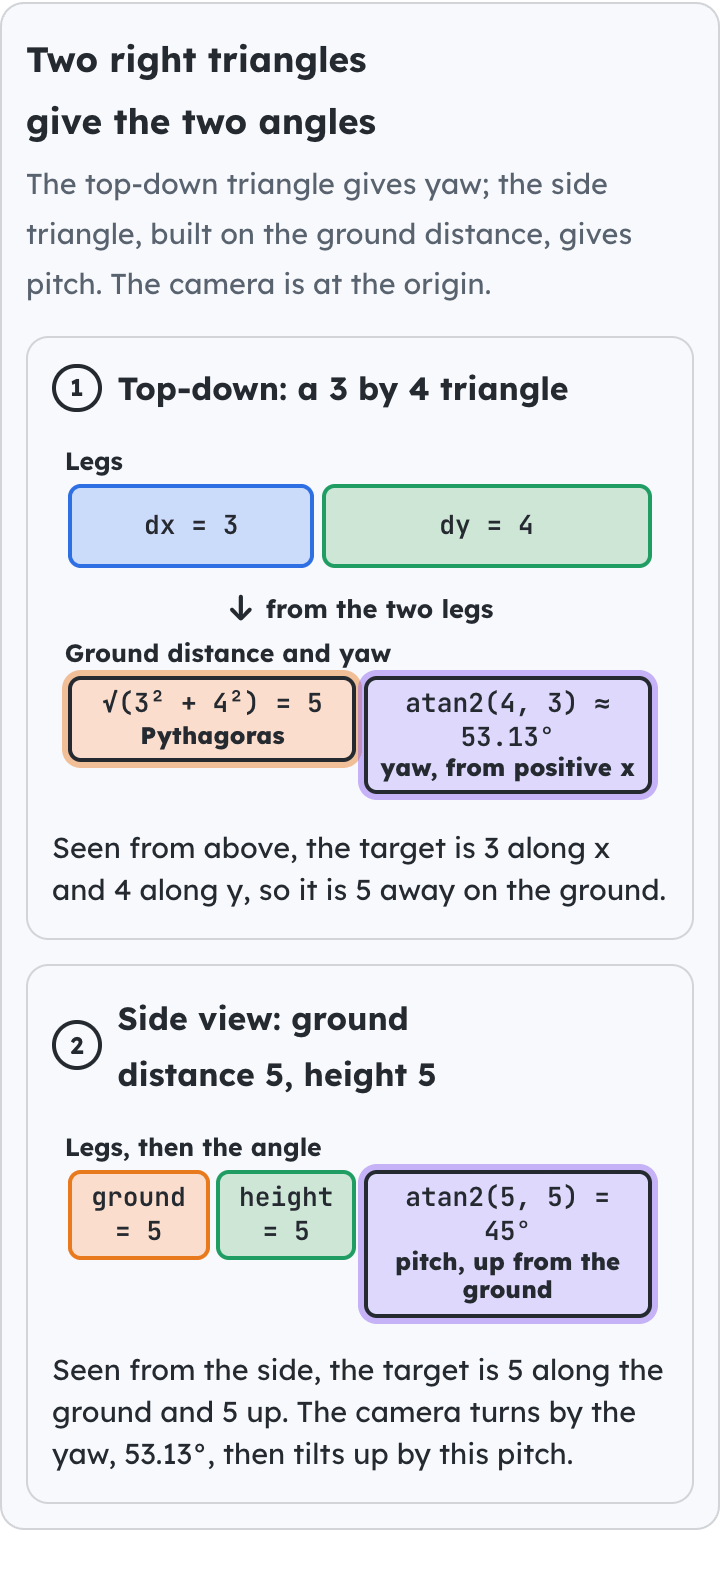 Two right triangles
give the two angles
The top-down triangle gives yaw; the side
triangle, built on the ground distance, gives
pitch. The camera is at the origin.
1 Top-down: a 3 by 4 triangle
Legs
dx = 3 dy = 4
↓ from the two legs
Ground distance and yaw
√(3² + 4²) = 5
Pythagoras
atan2(4, 3) ≈
53.13°
yaw, from positive x
Seen from above, the target is 3 along x
and 4 along y, so it is 5 away on the ground.
2 Side view: ground
distance 5, height 5
Legs, then the angle
ground
= 5
height
= 5
atan2(5, 5) =
45°
pitch, up from the
ground
Seen from the side, the target is 5 along the
ground and 5 up. The camera turns by the
yaw, 53.13°, then tilts up by this pitch.